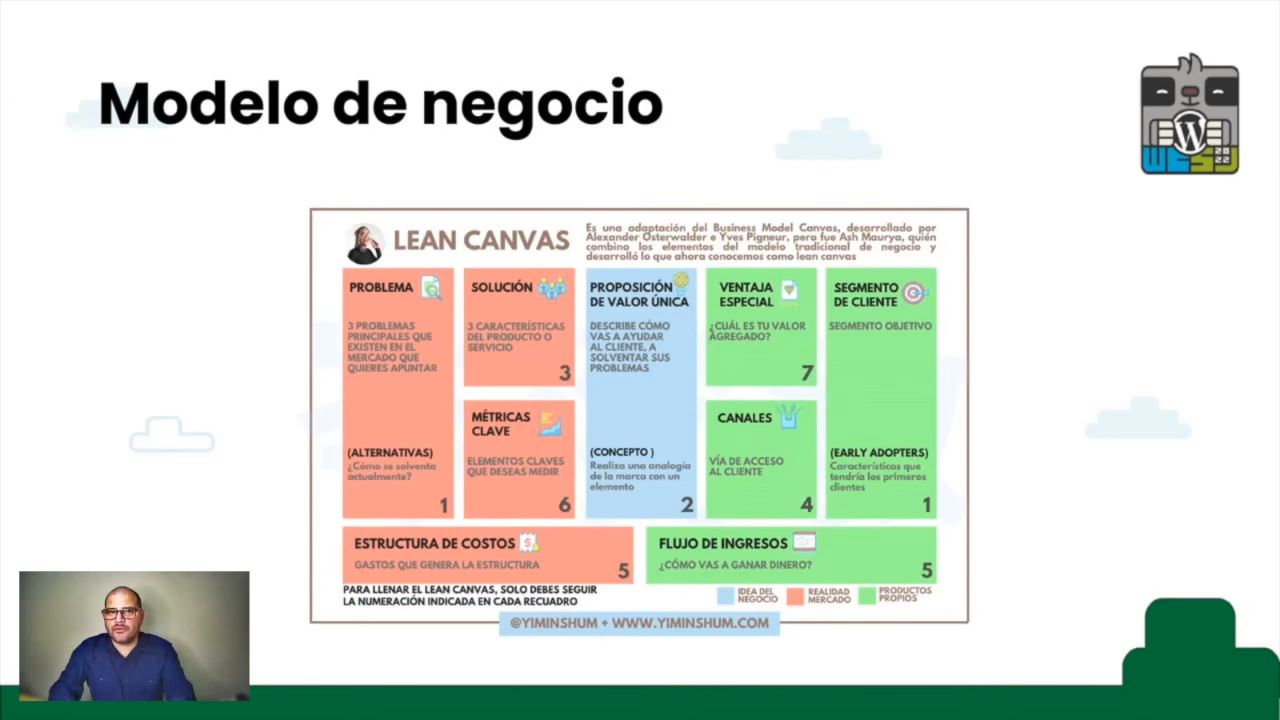 Modelo de negocio
W
WESP
2022
LEAN CANVAS
Es una adaptación del Business Model Canvas, desarrollado por
Alexander Osterwalder e Yves Pigneur, pero fue Ash Maurya, quién
combino los elementos del modelo tradicional de negocio y
desarrolló lo que ahora conocemos como lean canvas
PROBLEMA
3 PROBLEMAS
PRINCIPALES QUE
EXISTEN EN EL
MERCADO QUE
QUIERES APUNTAR
(ALTERNATIVAS)
¿Cómo se solventa
actualmente?
1
SOLUCIÓN
3 CARACTERÍSTICAS
DEL PRODUCTO O
SERVICIO
3
MÉTRICAS
CLAVE
ELEMENTOS CLAVES
QUE DESEAS MEDIR
6
PROPOSICIÓN
DE VALOR ÚNICA
DESCRIBE CÓMO
VAS A AYUDAR
AL CLIENTE, A
SOLVENTAR SUS
PROBLEMAS
(CONCEPTO )
Realiza una analogía
de la marca con un
elemento
2
VENTAJA
ESPECIAL
¿CUÁL ES TU VALOR
AGREGADO?
7
CANALES
VÍA DE ACCESO
AL CLIENTE
4
SEGMENTO
DE CLIENTE
SEGMENTO OBJETIVO
(EARLY ADOPTERS)
Características que
tendría los primeros
clientes
1
ESTRUCTURA DE COSTOS
GASTOS QUE GENERA LA ESTRUCTURA
5
FLUJO DE INGRESOS
¿CÓMO VAS A GANAR DINERO?
5
PARA LLENAR EL LEAN CANVAS, SOLO DEBES SEGUIR
LA NUMERACIÓN INDICADA EN CADA RECUADRO
IDEA DEL
NEGOCIO
REALIDAD
MERCADO
PRODUCTOS
PROPIOS
@YIMINSHUM + WWW.YIMINSHUM.COM